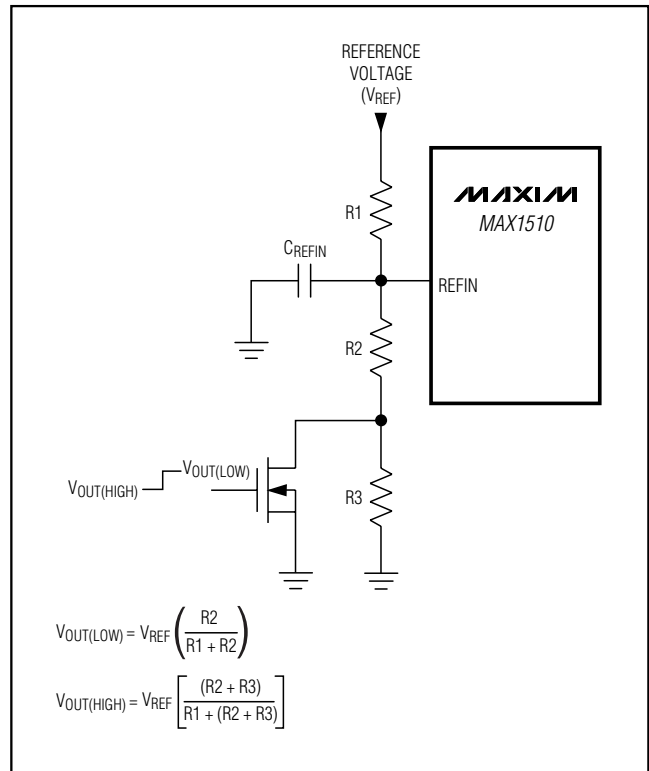 REFERENCE
VOLTAGE
(VREF)
R1
MAXIM
MAX1510
CREFIN
REFIN
R2
VOUT(LOW)
VOUT(HIGH)
R3
VOUT(LOW) = VREF ( R2 / R1 + R2 )
VOUT(HIGH) = VREF [ (R2 + R3) / R1 + (R2 + R3) ]